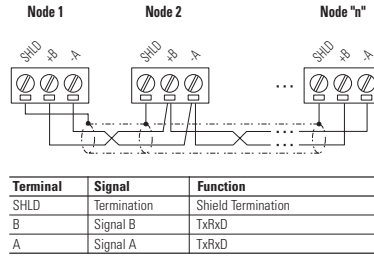 Node 1 Node 2 Node "n"
SHLD +B -A SHLD +B -A SHLD +B -A
Terminal Signal Function
SHLD Termination Shield Termination
B Signal B TxRxD
A Signal A TxRxD